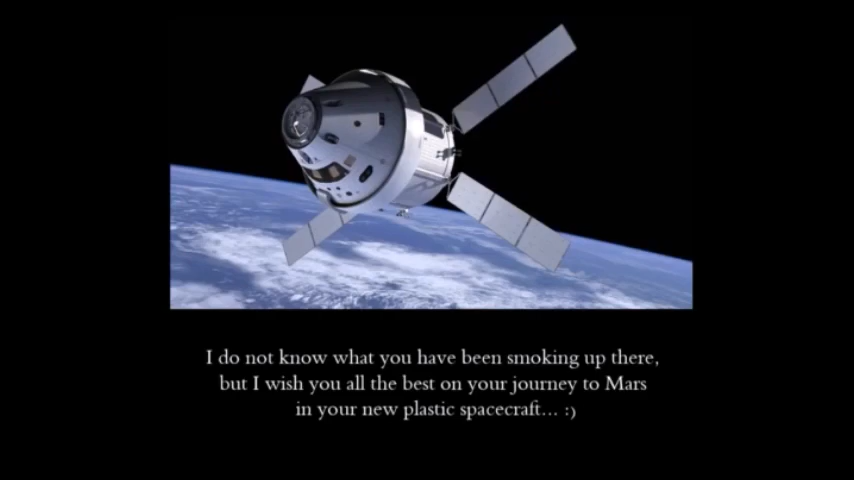 I do not know what you have been smoking up there,
but I wish you all the best on your journey to Mars
in your new plastic spacecraft... :)